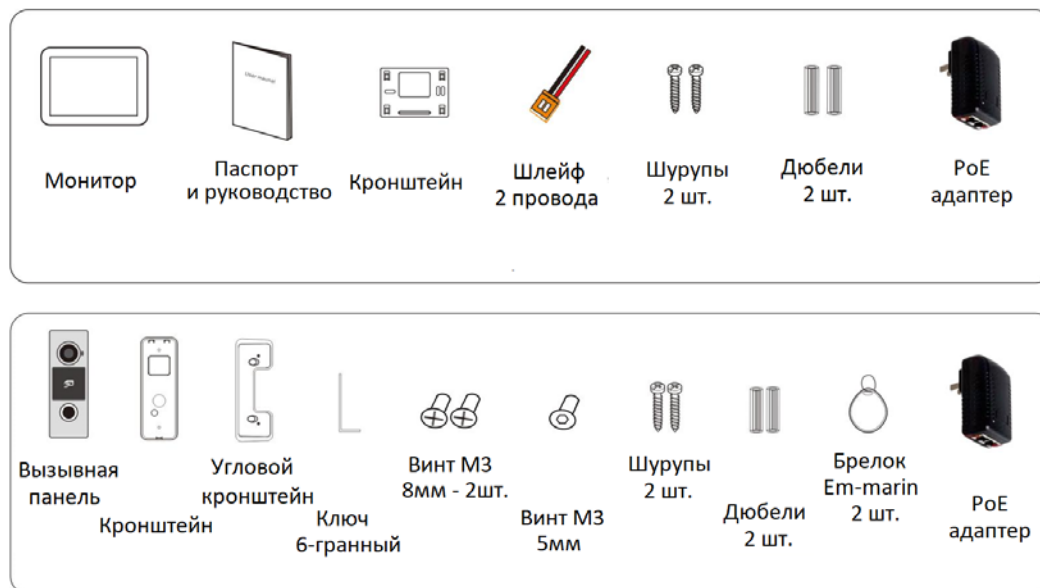 User manual
Монитор
Паспорт
и руководство
Кронштейн
Шлейф
2 провода
Шурупы
2 шт.
Дюбели
2 шт.
PoE
адаптер
Вызывная
панель
Кронштейн
Угловой
кронштейн
Ключ
6-гранный
Винт М3
8мм - 2шт.
Винт М3
5мм
Шурупы
2 шт.
Дюбели
2 шт.
Брелок
Em-marin
2 шт.
PoE
адаптер